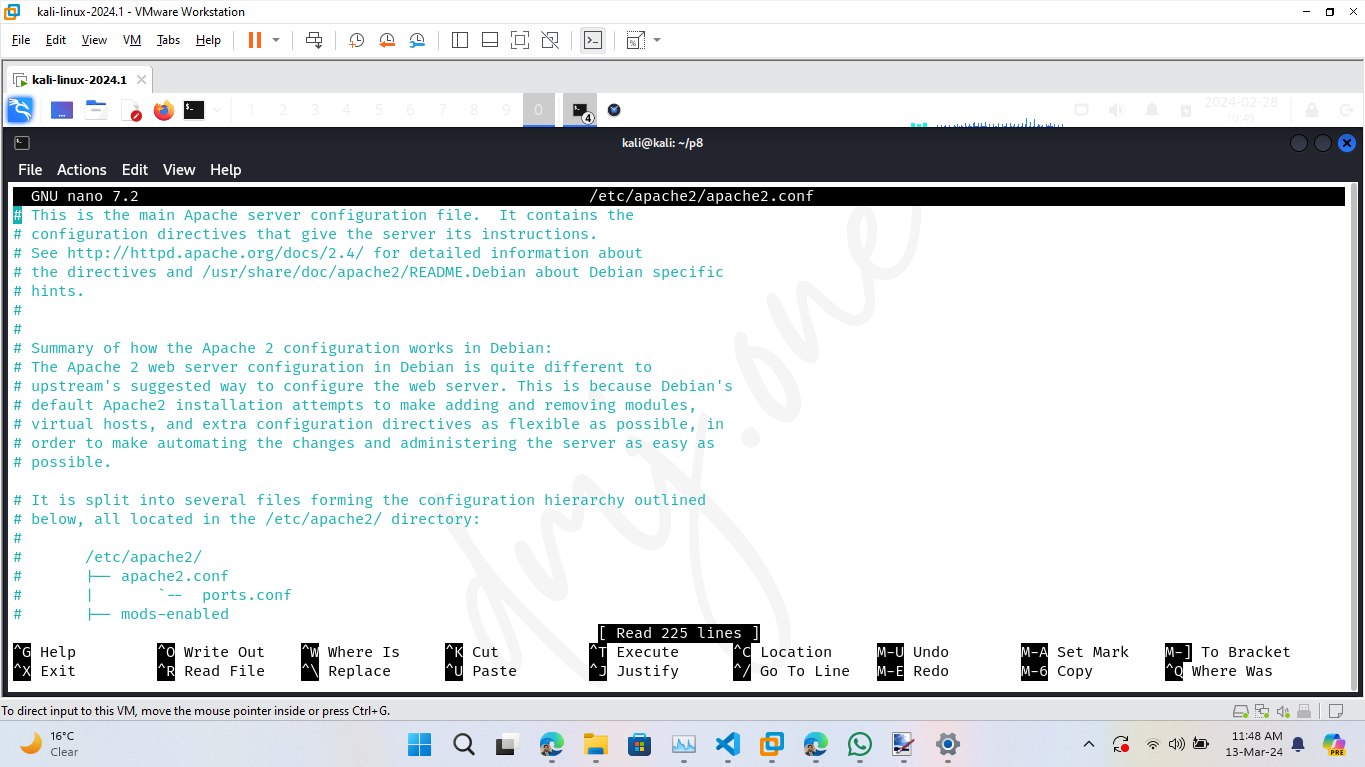 kali-linux-2024.1 - VMware Workstation
File Edit View VM Tabs Help
kali-linux-2024.1
1 2 3 4 5 6 7 8 9 0 4 2024-02-28
10:49
kali@kali: ~/p8
File Actions Edit View Help
GNU nano 7.2 /etc/apache2/apache2.conf
# This is the main Apache server configuration file.  It contains the
# configuration directives that give the server its instructions.
# See http://httpd.apache.org/docs/2.4/ for detailed information about
# the directives and /usr/share/doc/apache2/README.Debian about Debian specific
# hints.
#
#
# Summary of how the Apache 2 configuration works in Debian:
# The Apache 2 web server configuration in Debian is quite different to
# upstream's suggested way to configure the web server. This is because Debian's
# default Apache2 installation attempts to make adding and removing modules,
# virtual hosts, and extra configuration directives as flexible as possible, in
# order to make automating the changes and administering the server as easy as
# possible.
# It is split into several files forming the configuration hierarchy outlined
# below, all located in the /etc/apache2/ directory:
#
#       /etc/apache2/
#       |-- apache2.conf
#       |       `--  ports.conf
#       |-- mods-enabled
[ Read 225 lines ]
^G Help ^O Write Out ^W Where Is ^K Cut ^T Execute ^C Location M-U Undo M-A Set Mark M-] To Bracket
^X Exit ^R Read File ^\ Replace ^U Paste ^J Justify ^/ Go To Line M-E Redo M-6 Copy ^Q Where Was
dmj.one
To direct input to this VM, move the mouse pointer inside or press Ctrl+G.
16°C
Clear
11:48 AM
13-Mar-24
PRE